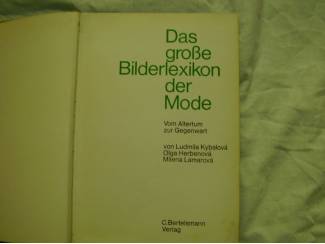 Das
große
Bilderlexikon
der
Mode
Vom Altertum
zur Gegenwart
von Ludmila Kybalová
Olga Herbenová
Milena Lamarová
C. Bertelsmann
Verlag